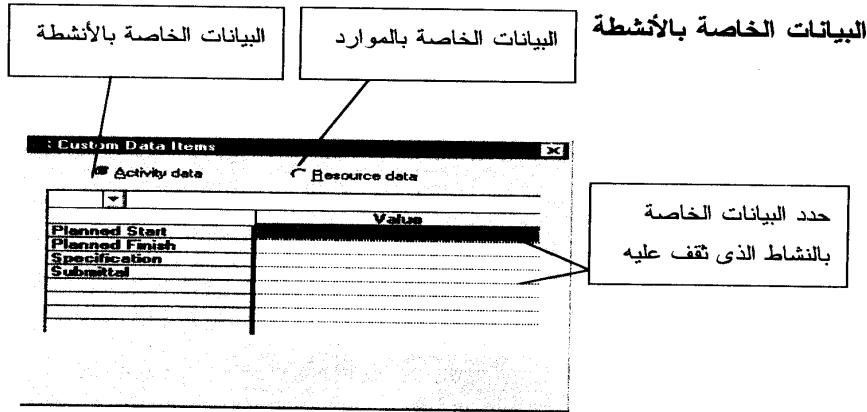 البيانات الخاصة بالأنشطة
البيانات الخاصة بالموارد
البيانات الخاصة بالأنشطة
: Custom Data Items
Activity data
Resource data
Value
Planned Start
Planned Finish
Specification
Submittal
حدد البيانات الخاصة
بالنشاط الذى تقف عليه